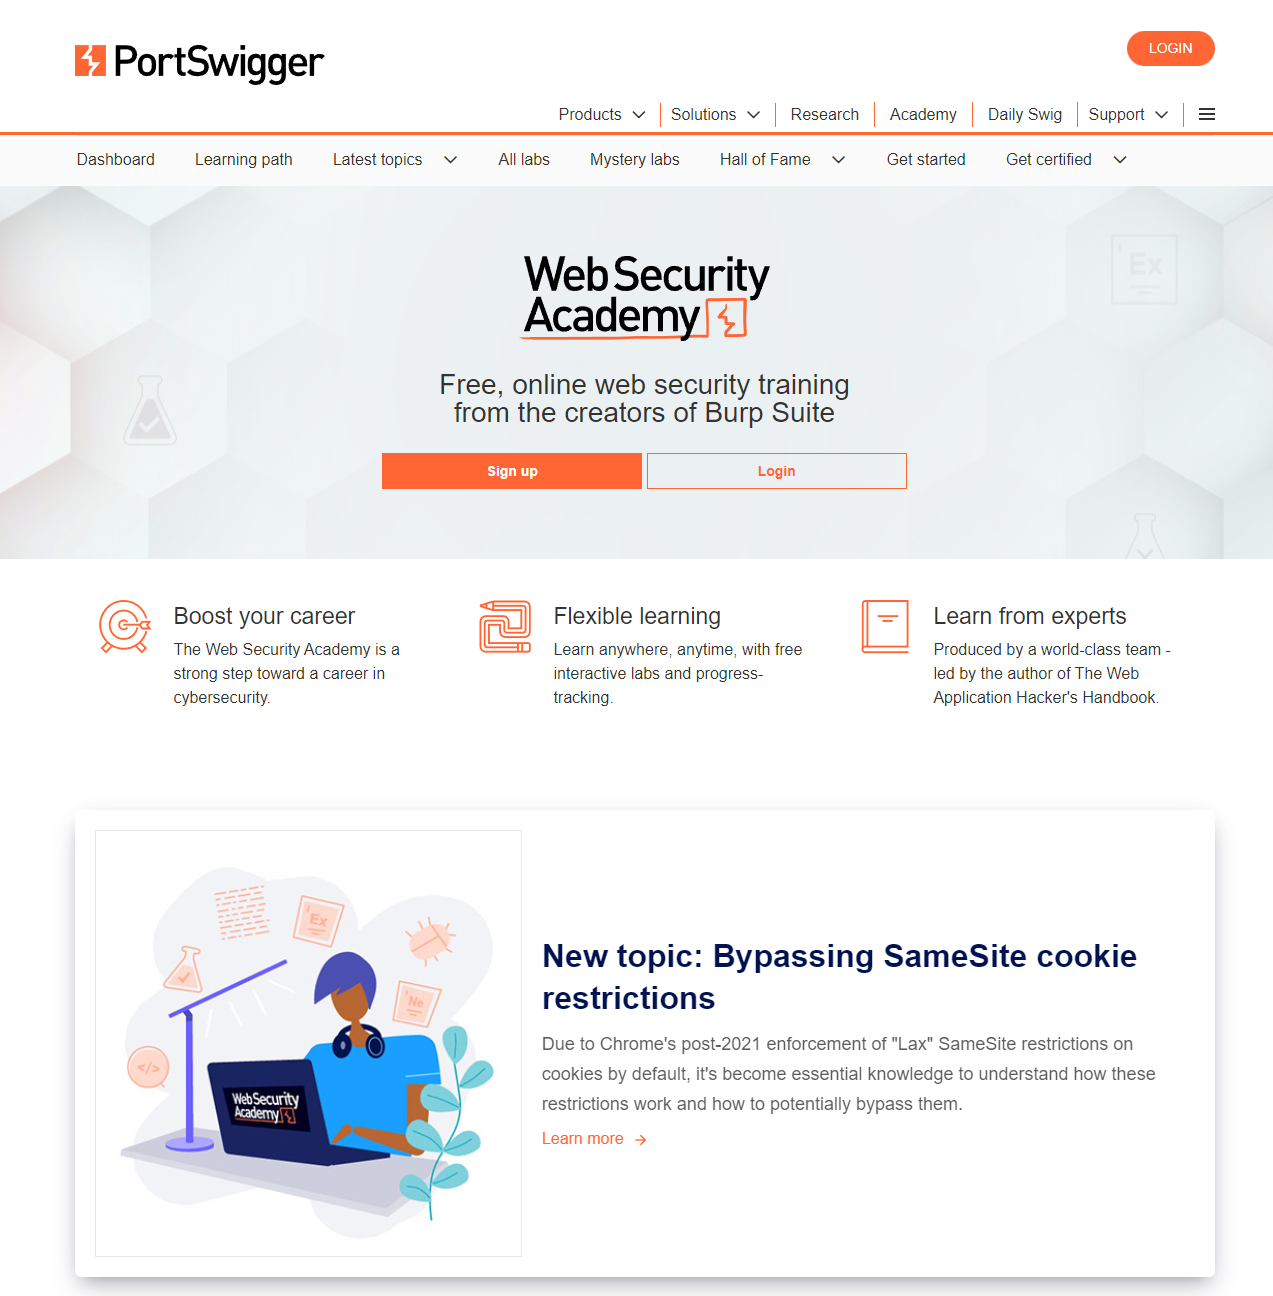 PortSwigger
LOGIN
Products
Solutions
Research
Academy
Daily Swig
Support
Dashboard
Learning path
Latest topics
All labs
Mystery labs
Hall of Fame
Get started
Get certified
Ex
Web Security
Academy
Free, online web security training
from the creators of Burp Suite
Sign up
Login
Boost your career
The Web Security Academy is a
strong step toward a career in
cybersecurity.
Flexible learning
Learn anywhere, anytime, with free
interactive labs and progress-
tracking.
Learn from experts
Produced by a world-class team -
led by the author of The Web
Application Hacker's Handbook.
Ex
Ne
</>
WebSecurity
Academy
New topic: Bypassing SameSite cookie
restrictions
Due to Chrome's post-2021 enforcement of "Lax" SameSite restrictions on
cookies by default, it's become essential knowledge to understand how these
restrictions work and how to potentially bypass them.
Learn more